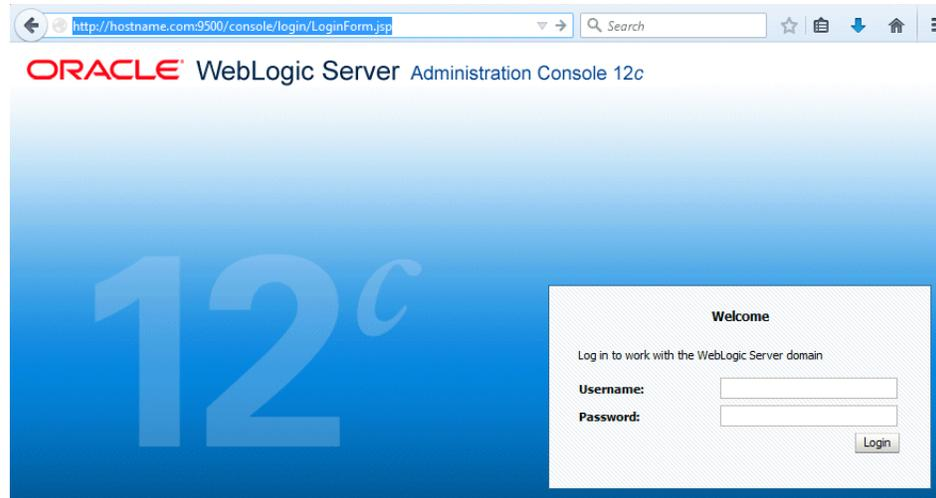 http://hostname.com:9500/console/login/LoginForm.jsp
Search
ORACLE WebLogic Server Administration Console 12c
12c
Welcome
Log in to work with the WebLogic Server domain
Username:
Password:
Login